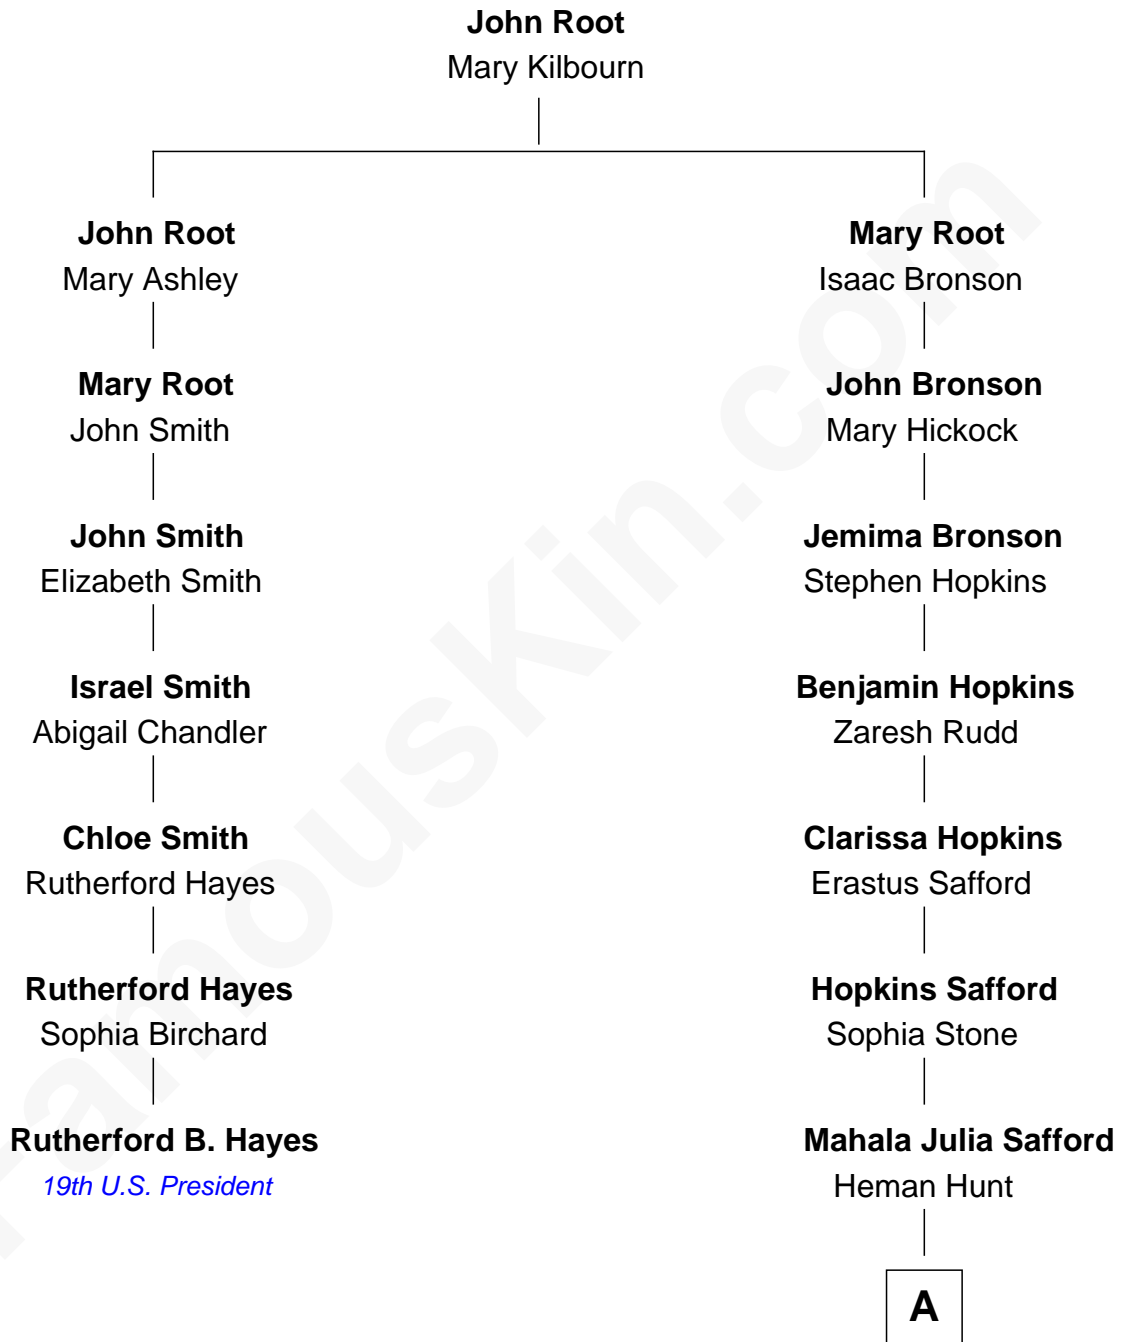 John Root
Mary Kilbourn
John Root
Mary Ashley
Mary Root
Isaac Bronson
Mary Root
John Smith
John Bronson
Mary Hickock
John Smith
Elizabeth Smith
Jemima Bronson
Stephen Hopkins
Israel Smith
Abigail Chandler
Benjamin Hopkins
Zaresh Rudd
Chloe Smith
Rutherford Hayes
Clarissa Hopkins
Erastus Safford
Rutherford Hayes
Sophia Birchard
Hopkins Safford
Sophia Stone
Rutherford B. Hayes
19th U.S. President
Mahala Julia Safford
Heman Hunt
A
FamousKin.com